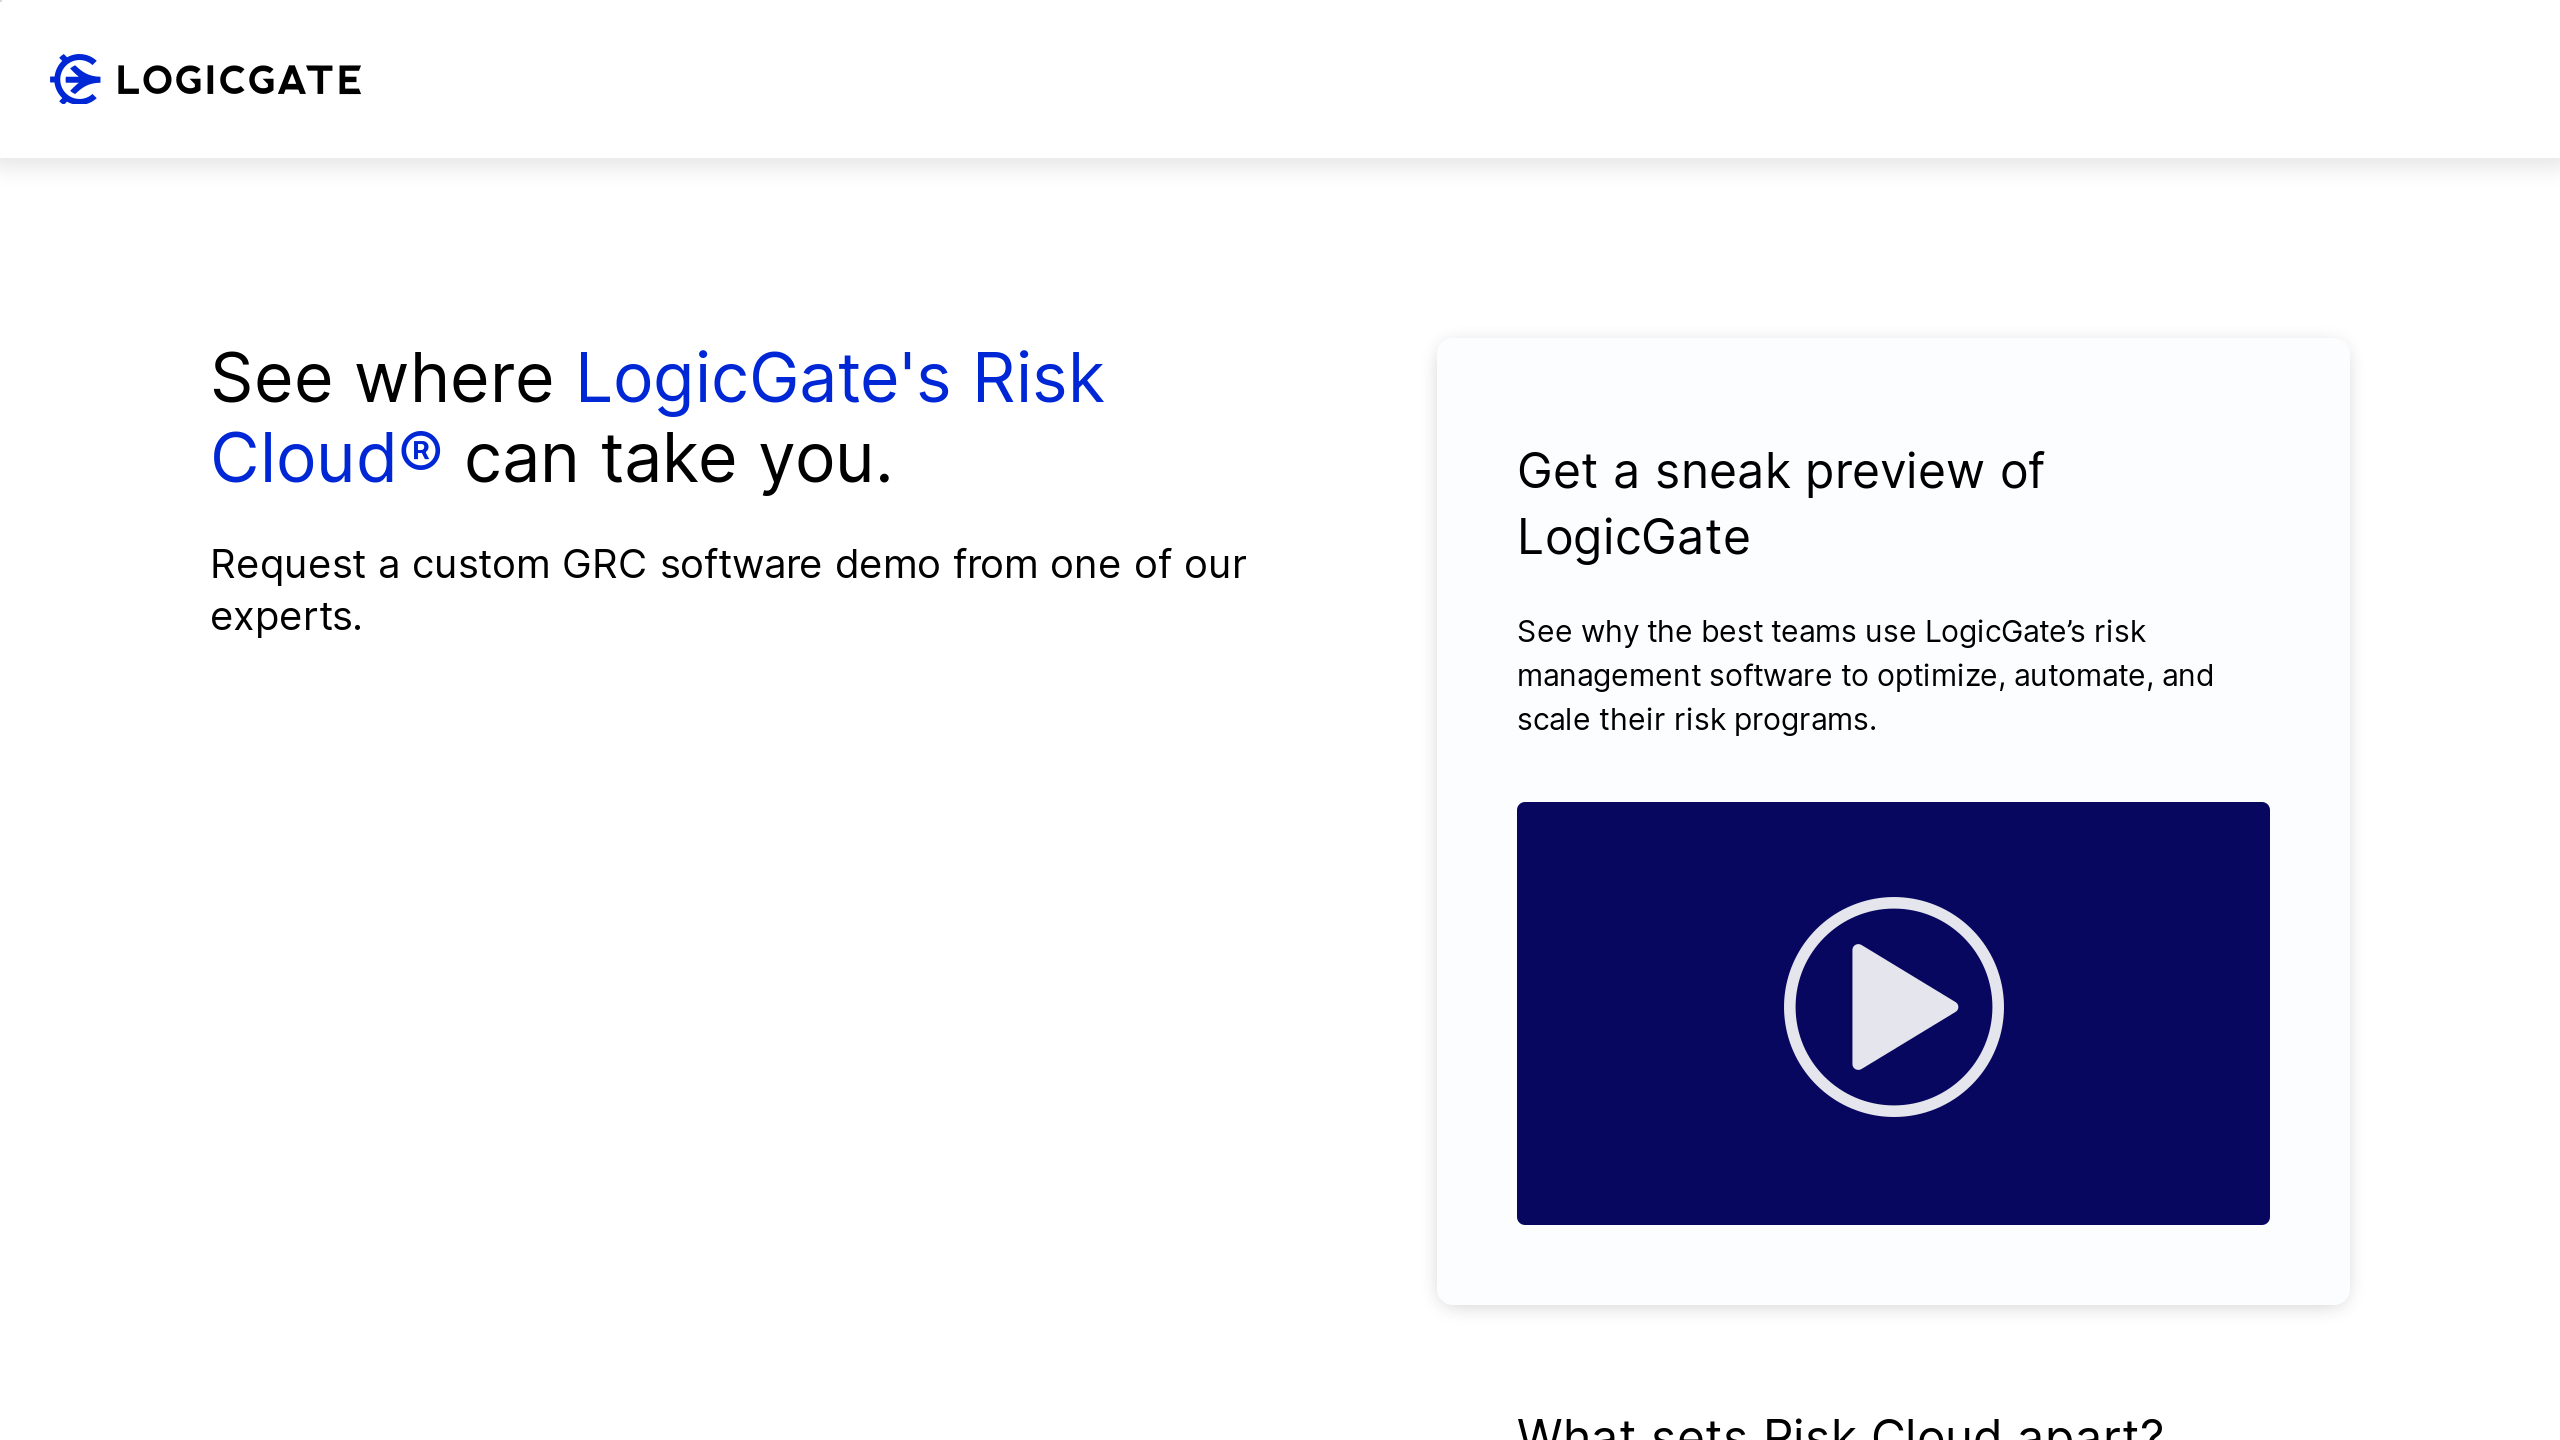 LOGICGATE
See where LogicGate's Risk
Cloud® can take you.
Request a custom GRC software demo from one of our
experts.
Get a sneak preview of
LogicGate
See why the best teams use LogicGate’s risk
management software to optimize, automate, and
scale their risk programs.
What sets Risk Cloud apart?